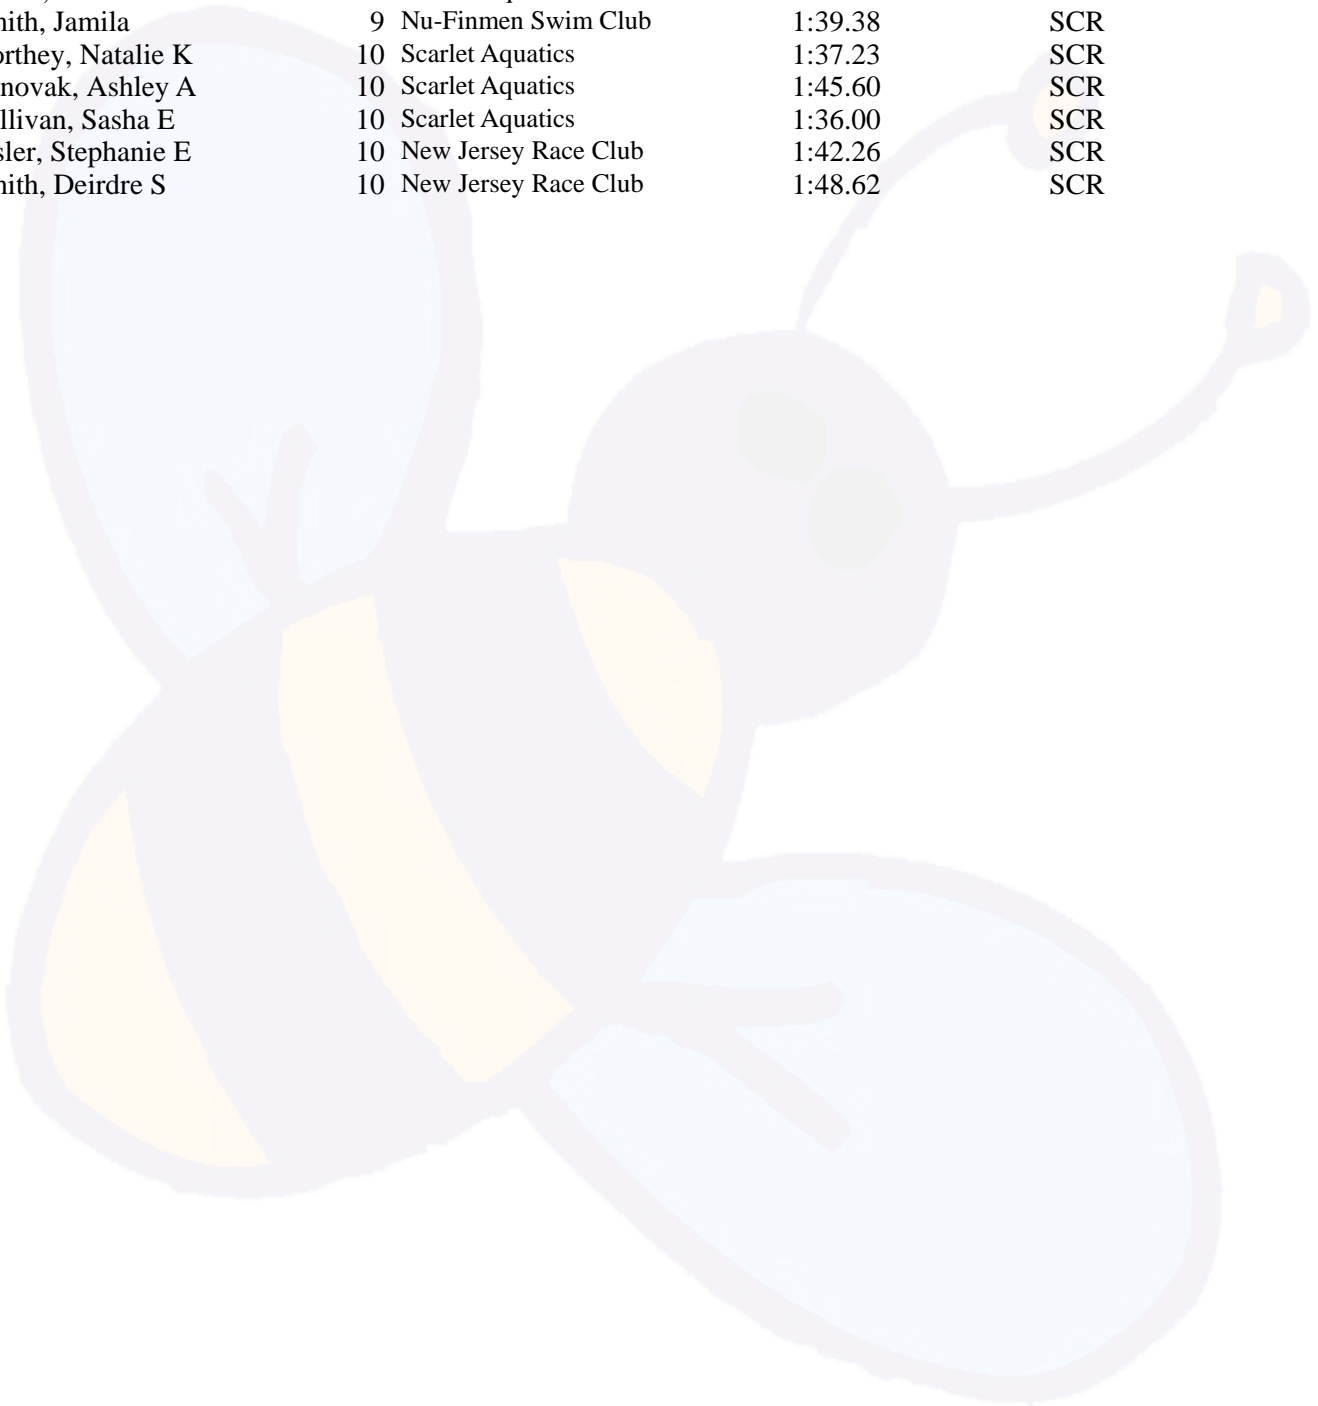 nith, Jamila 9 Nu-Finmen Swim Club 1:39.38 SCR
orthey, Natalie K 10 Scarlet Aquatics 1:37.23 SCR
novak, Ashley A 10 Scarlet Aquatics 1:45.60 SCR
llivan, Sasha E 10 Scarlet Aquatics 1:36.00 SCR
sler, Stephanie E 10 New Jersey Race Club 1:42.26 SCR
nith, Deirdre S 10 New Jersey Race Club 1:48.62 SCR